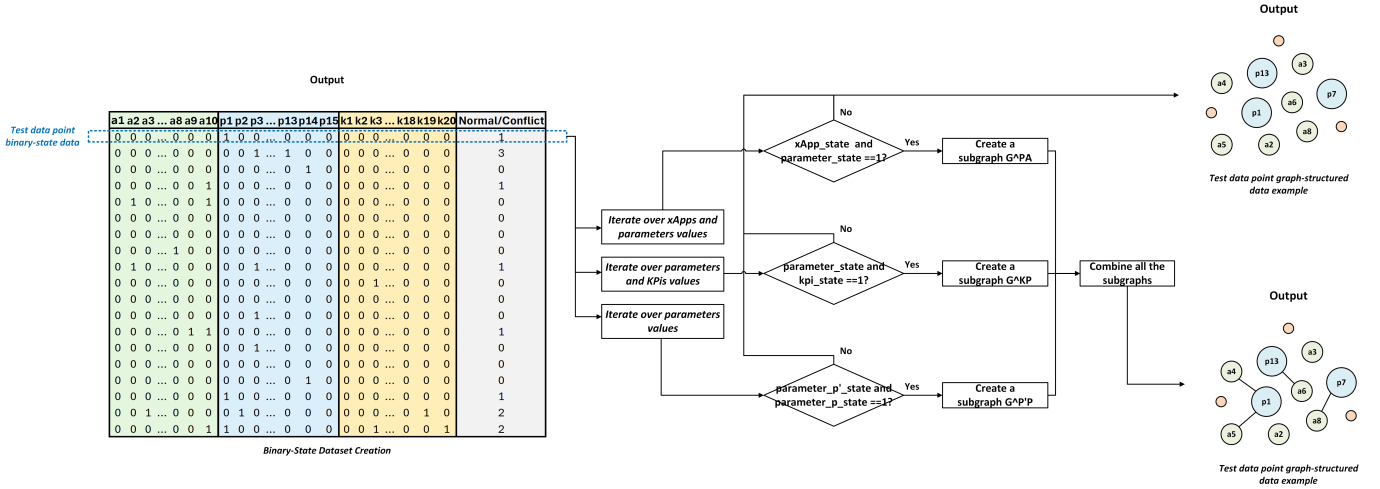 Output
a1 a2 a3 ... a8 a9 a10 p1 p2 p3 ... p13 p14 p15 k1 k2 k3 ... k18 k19 k20 Normal/Conflict
Test data point
binary-state data
0 0 0 ... 0 0 0 1 0 0 ... 0 0 0 0 0 0 ... 0 0 0 1
0 0 0 ... 0 0 0 0 0 1 ... 1 0 0 0 0 0 ... 0 0 0 3
0 0 0 ... 0 0 0 0 0 0 ... 0 1 0 0 0 0 ... 0 0 0 0
0 0 0 ... 0 0 1 0 0 0 ... 0 0 0 0 0 0 ... 0 0 0 1
0 1 0 ... 0 0 1 0 0 0 ... 0 0 0 0 0 0 ... 0 0 0 0
0 0 0 ... 0 0 0 0 0 0 ... 0 0 0 0 0 0 ... 0 0 0 0
0 0 0 ... 0 0 0 0 0 0 ... 0 0 0 0 0 0 ... 0 0 0 0
0 0 0 ... 1 0 0 0 0 0 ... 0 0 0 0 0 0 ... 0 0 0 0
0 1 0 ... 0 0 0 0 0 1 ... 0 0 0 0 0 0 ... 0 0 0 1
0 0 0 ... 0 0 0 0 0 0 ... 0 0 0 0 0 1 ... 0 0 0 0
0 0 0 ... 0 0 0 0 0 0 ... 0 0 0 0 0 0 ... 0 0 0 0
0 0 0 ... 0 0 0 0 0 1 ... 0 0 0 0 0 0 ... 0 0 0 0
0 0 0 ... 0 1 1 0 0 0 ... 0 0 0 0 0 0 ... 0 0 0 1
0 0 0 ... 0 0 0 0 0 1 ... 0 0 0 0 0 0 ... 0 0 0 0
0 0 0 ... 0 0 0 0 0 0 ... 0 0 0 0 0 0 ... 0 0 0 0
0 0 0 ... 0 0 0 0 0 0 ... 0 1 0 0 0 0 ... 0 0 0 0
0 0 0 ... 0 0 0 1 0 0 ... 0 0 0 0 0 0 ... 0 0 0 1
0 0 1 ... 0 0 0 0 1 0 ... 0 0 0 0 0 0 ... 0 1 0 2
0 0 0 ... 0 0 1 1 0 0 ... 0 0 0 0 0 1 ... 0 0 1 2
Binary-State Dataset Creation
Iterate over xApps and
parameters values
Iterate over parameters
and KPis values
Iterate over parameters
values
No
xApp_state and
parameter_state ==1?
Yes
Create a
subgraph G^PA
No
parameter_state and
kpi_state ==1?
Yes
Create a
subgraph G^KP
No
parameter_p'_state and
parameter_p_state ==1?
Yes
Create a
subgraph G^P'P
Combine all the
subgraphs
Output
a3
p13
a4
p7
a6
p1
a8
a5
a2
Test data point graph-structured
data example
Output
a3
p13
a4
p7
a6
p1
a8
a5
a2
Test data point graph-structured
data example